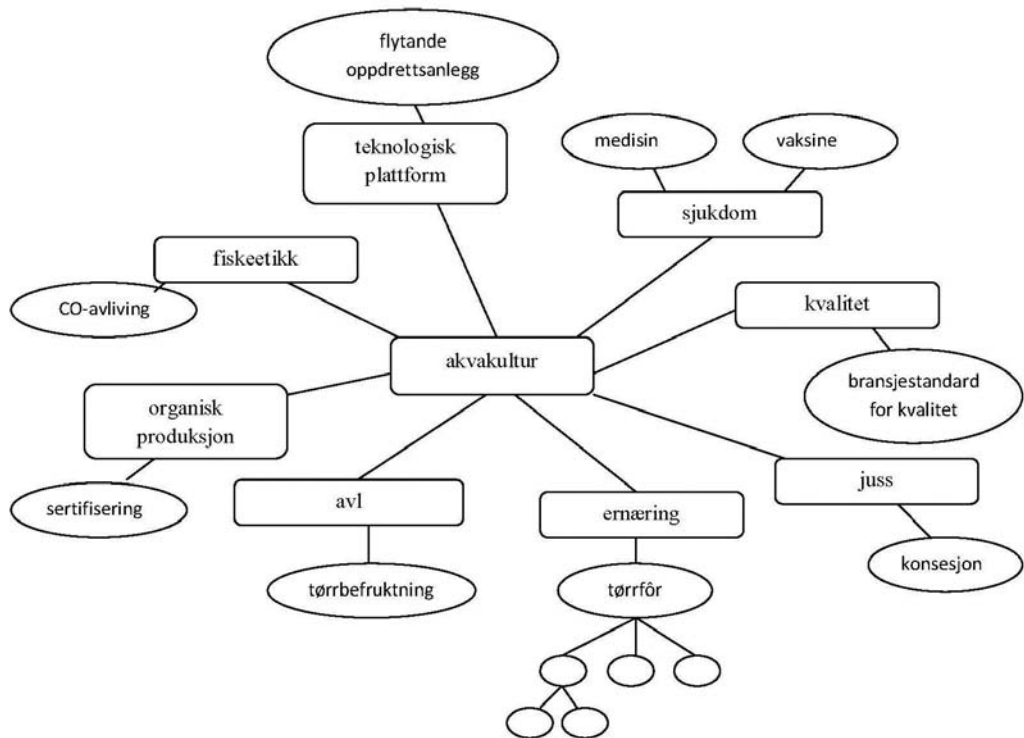 flytande
oppdrettsanlegg
teknologisk
plattform
medisin
vaksine
sjukdom
fiskeetikk
CO-avliving
kvalitet
akvakultur
bransjestandard
for kvalitet
organisk
produksjon
sertifisering
avl
ernæring
juss
konsesjon
tørrbefruktning
tørrfôr